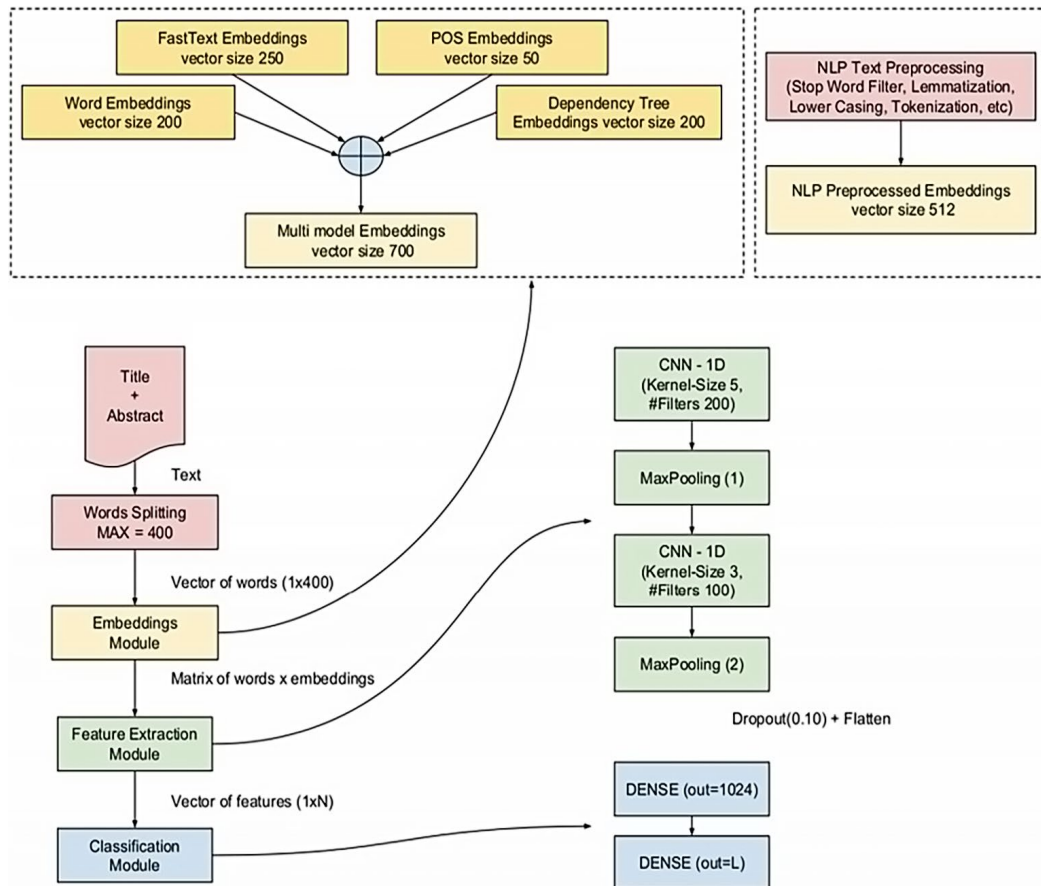 FastText Embeddings
vector size 250
POS Embeddings
vector size 50
Word Embeddings
vector size 200
Dependency Tree
Embeddings vector size 200
Multi model Embeddings
vector size 700
NLP Text Preprocessing
(Stop Word Filter, Lemmatization,
Lower Casing, Tokenization, etc)
NLP Preprocessed Embeddings
vector size 512
Title
+
Abstract
Text
Words Splitting
MAX = 400
Vector of words (1x400)
Embeddings
Module
Matrix of words x embeddings
Feature Extraction
Module
Vector of features (1xN)
Classification
Module
CNN - 1D
(Kernel-Size 5,
#Filters 200)
MaxPooling (1)
CNN - 1D
(Kernel-Size 3,
#Filters 100)
MaxPooling (2)
Dropout(0.10) + Flatten
DENSE (out=1024)
DENSE (out=L)